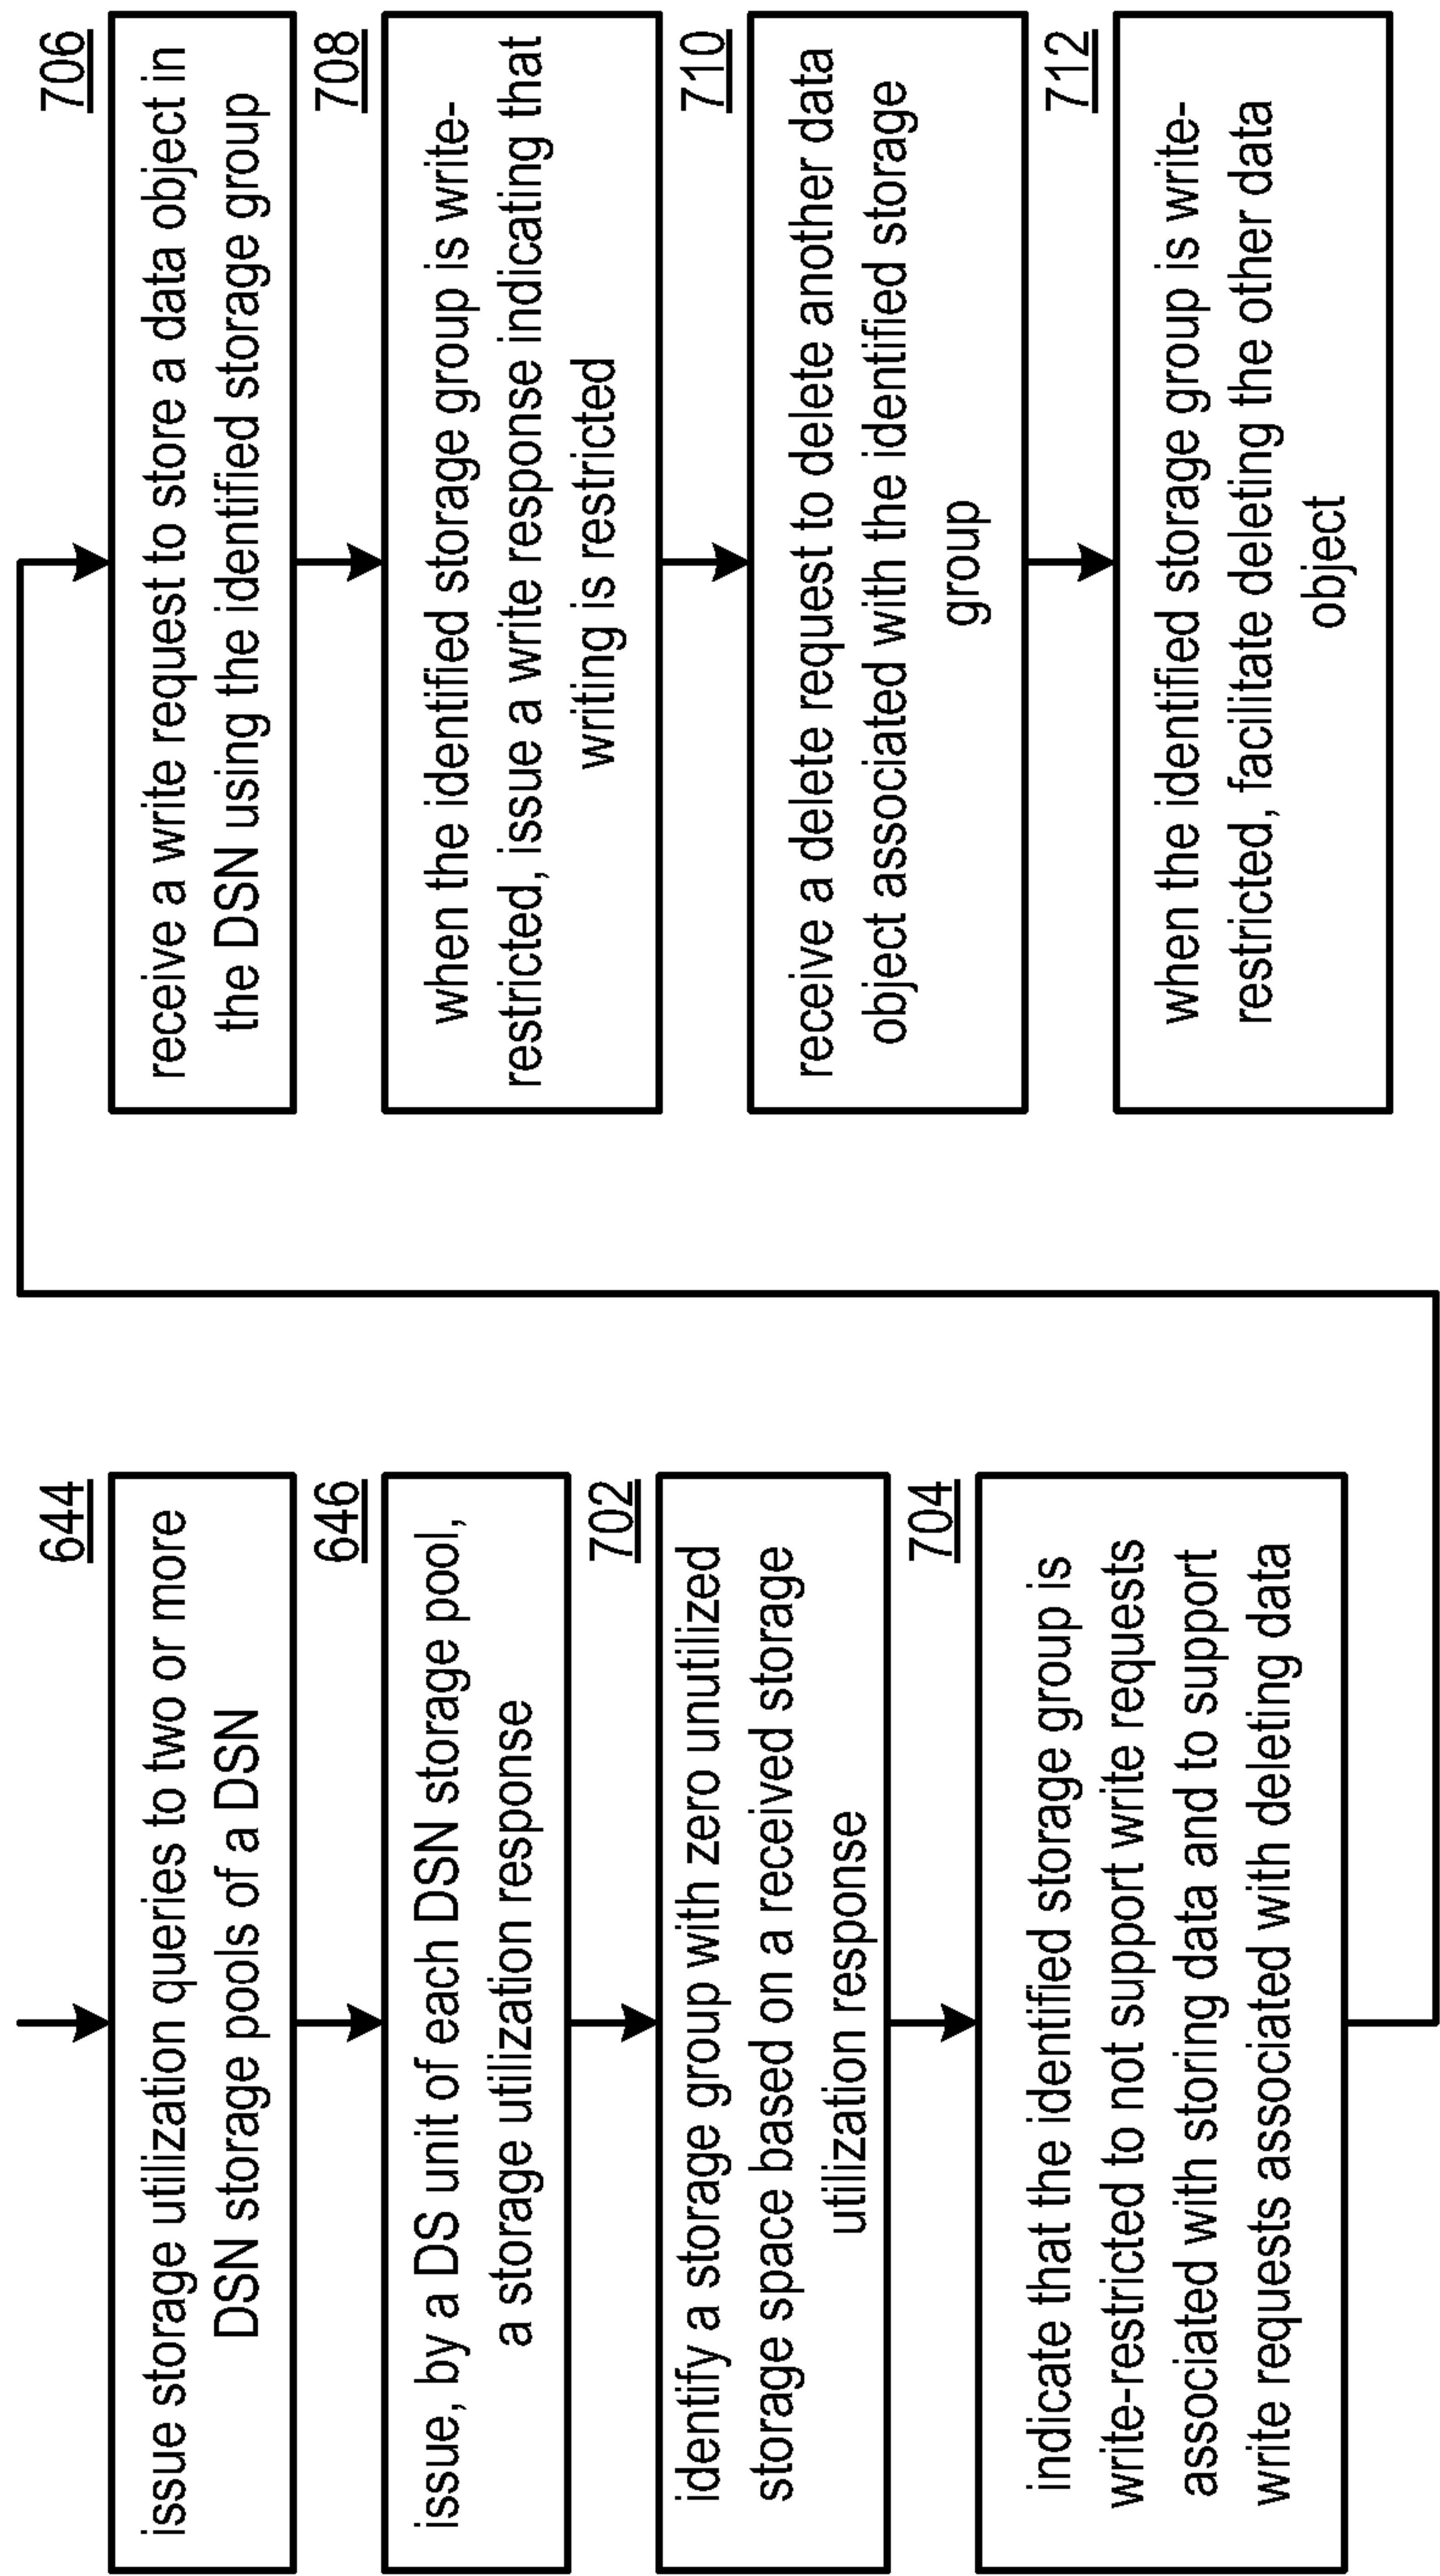 644
issue storage utilization queries to two or more
DSN storage pools of a DSN
646
issue, by a DS unit of each DSN storage pool,
a storage utilization response
702
identify a storage group with zero unutilized
storage space based on a received storage
utilization response
704
indicate that the identified storage group is
write-restricted to not support write requests
associated with storing data and to support
write requests associated with deleting data
706
receive a write request to store a data object in
the DSN using the identified storage group
708
when the identified storage group is write-
restricted, issue a write response indicating that
writing is restricted
710
receive a delete request to delete another data
object associated with the identified storage
group
712
when the identified storage group is write-
restricted, facilitate deleting the other data
object